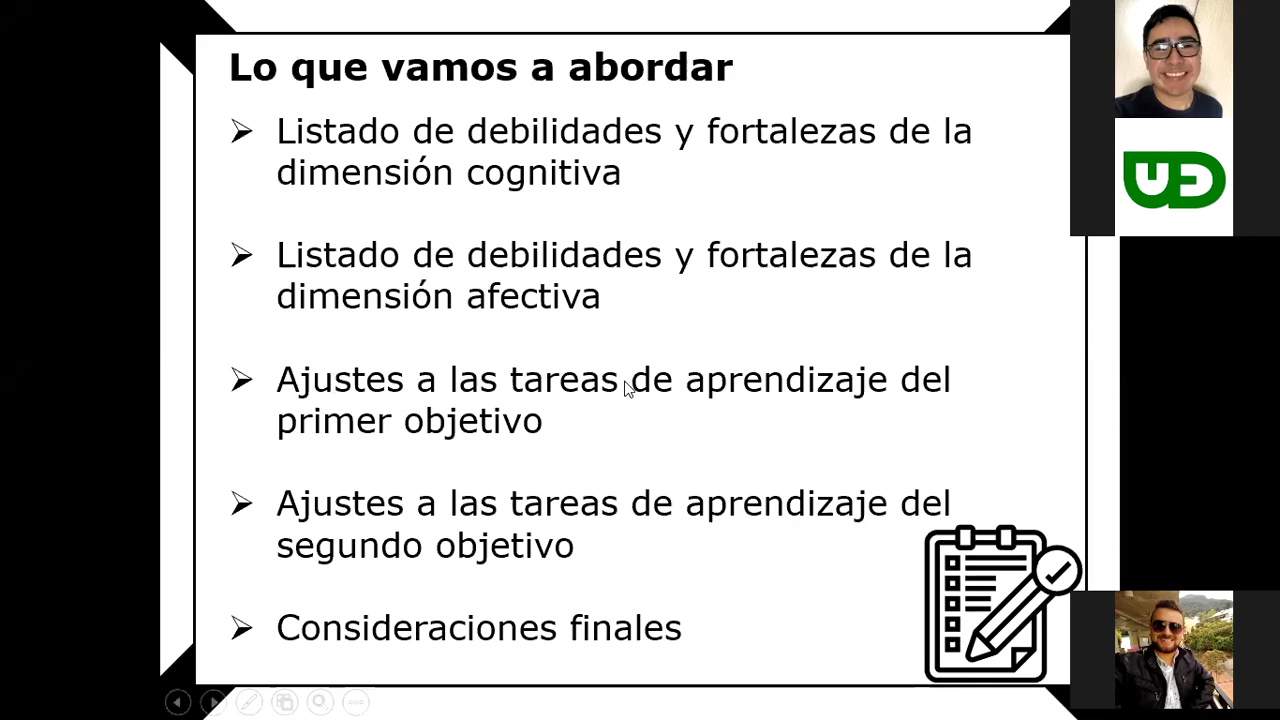 Lo que vamos a abordar
Listado de debilidades y fortalezas de la
dimensión cognitiva
Listado de debilidades y fortalezas de la
dimensión afectiva
Ajustes a las tareas de aprendizaje del
primer objetivo
Ajustes a las tareas de aprendizaje del
segundo objetivo
Consideraciones finales